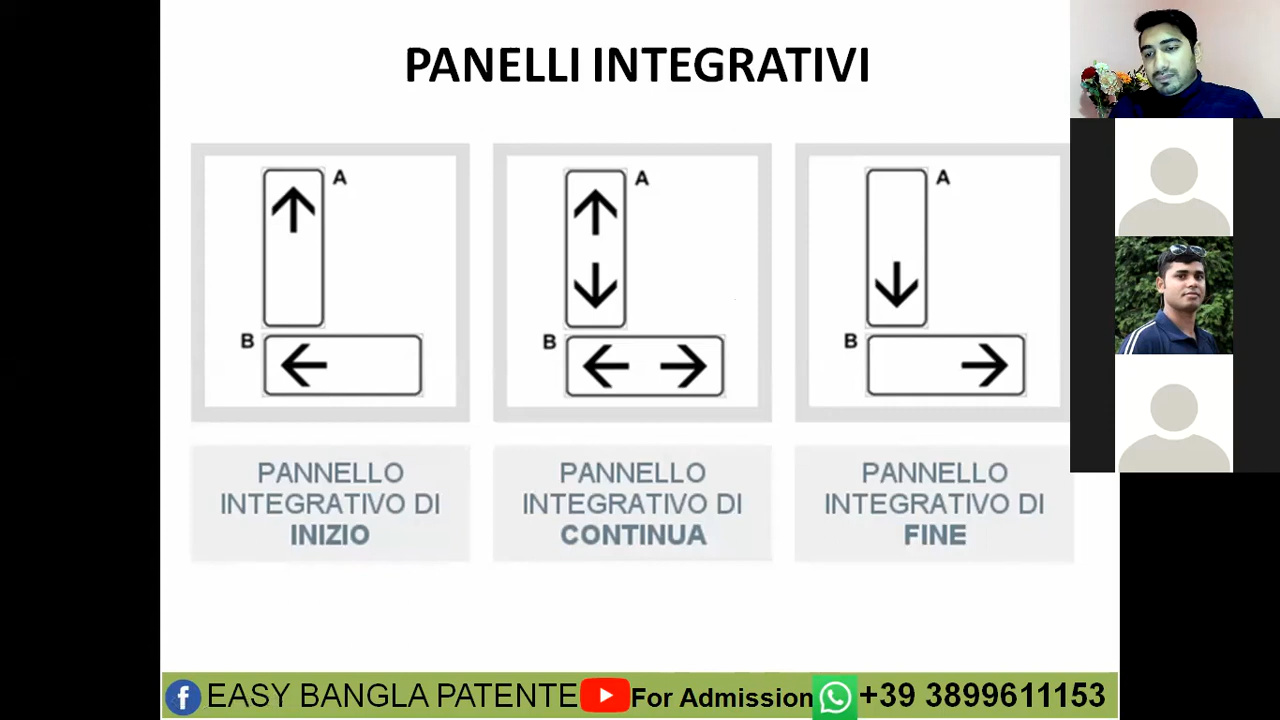 PANELLI INTEGRATIVI
A
B
PANNELLO
INTEGRATIVO DI
INIZIO
A
B
PANNELLO
INTEGRATIVO DI
CONTINUA
A
B
PANNELLO
INTEGRATIVO DI
FINE
EASY BANGLA PATENTE For Admission +39 3899611153